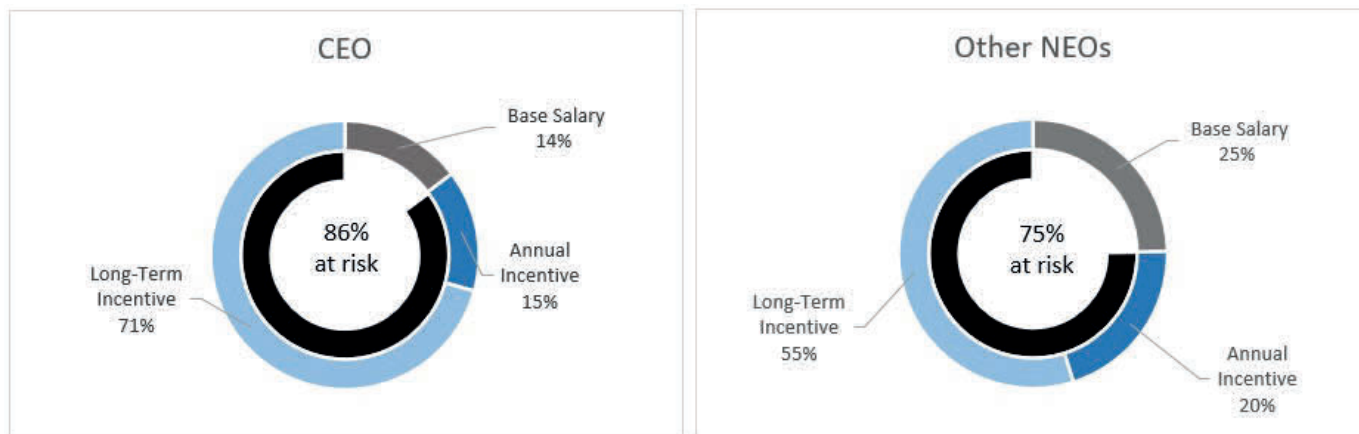 CEO
Base Salary
14%
86%
at risk
Annual
Incentive
15%
Long-Term
Incentive
71%
Other NEOs
Base Salary
25%
75%
at risk
Long-Term
Incentive
55%
Annual
Incentive
20%